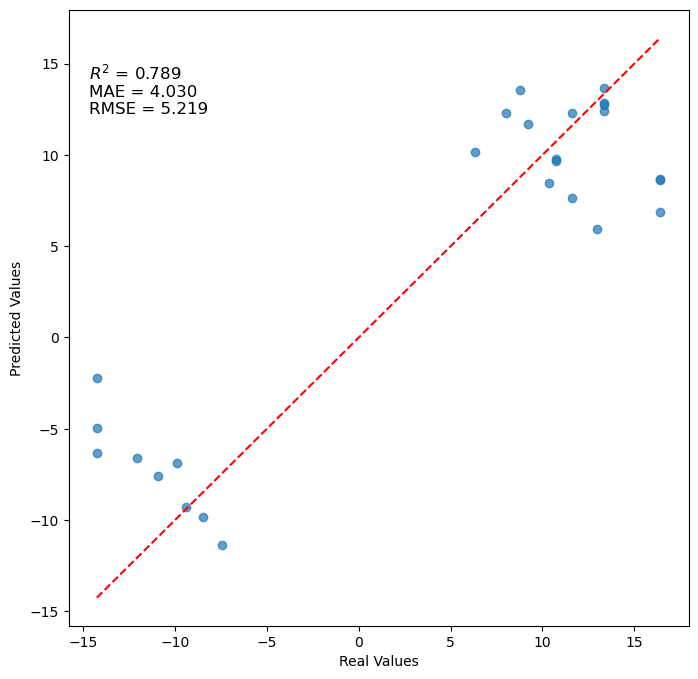 R² = 0.789
MAE = 4.030
RMSE = 5.219
15
10
5
0
−5
−10
−15
Predicted Values
−15 −10 −5 0 5 10 15
Real Values